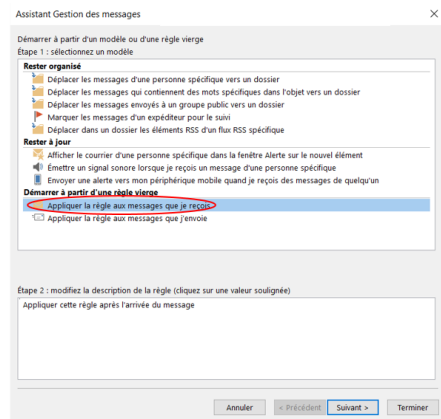 Assistant Gestion des messages
Démarrer à partir d'un modèle ou d'une règle vierge
Étape 1 : sélectionnez un modèle
Rester organisé
Déplacer les messages d'une personne spécifique vers un dossier
Déplacer les messages qui contiennent des mots spécifiques dans l'objet vers un dossier
Déplacer les messages envoyés à un groupe public vers un dossier
Marquer les messages d'un expéditeur pour le suivi
Déplacer dans un dossier les éléments RSS d'un flux RSS spécifique
Rester à jour
Afficher le courrier d'une personne spécifique dans la fenêtre Alerte sur le nouvel élément
Émettre un signal sonore lorsque je reçois un message d'une personne spécifique
Envoyer une alerte vers mon périphérique mobile quand je reçois des messages de quelqu'un
Démarrer à partir d'une règle vierge
Appliquer la règle aux messages que je reçois
Appliquer la règle aux messages que j'envoie
Étape 2 : modifiez la description de la règle (cliquez sur une valeur soulignée)
Appliquer cette règle après l'arrivée du message
Annuler
< Précédent
Suivant >
Terminer